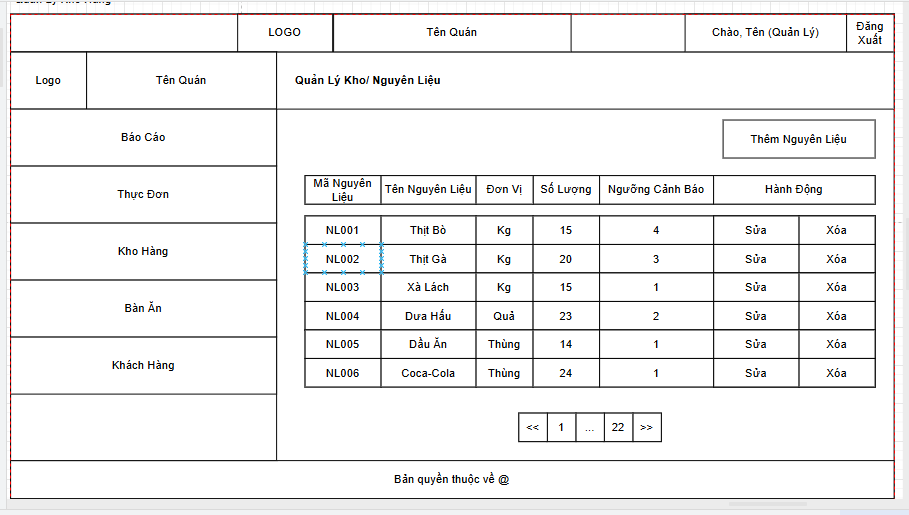 Quản Lý Kho Hàng
LOGO Tên Quán Chào, Tên (Quản Lý) Đăng Xuất
Logo Tên Quán Quản Lý Kho/ Nguyên Liệu
Báo Cáo
Thực Đơn
Kho Hàng
Bàn Ăn
Khách Hàng
Thêm Nguyên Liệu
Mã Nguyên Liệu Tên Nguyên Liệu Đơn Vị Số Lượng Ngưỡng Cảnh Báo Hành Động
NL001 Thịt Bò Kg 15 4 Sửa Xóa
NL002 Thịt Gà Kg 20 3 Sửa Xóa
NL003 Xà Lách Kg 15 1 Sửa Xóa
NL004 Dưa Hấu Quả 23 2 Sửa Xóa
NL005 Dầu Ăn Thùng 14 1 Sửa Xóa
NL006 Coca-Cola Thùng 24 1 Sửa Xóa
<< 1 ... 22 >>
Bản quyền thuộc về @